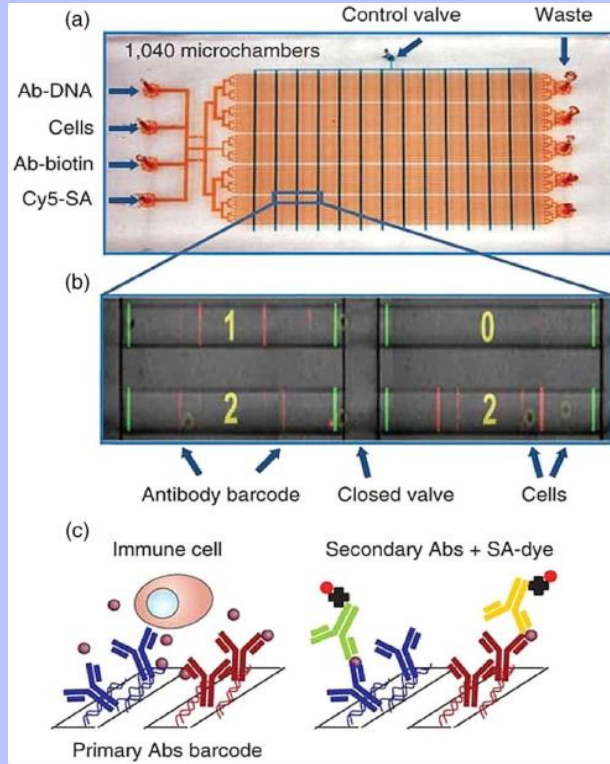 (a)
Control valve
Waste
1,040 microchambers
Ab-DNA
Cells
Ab-biotin
Cy5-SA
(b)
1
0
2
2
Antibody barcode
Closed valve
Cells
(c)
Immune cell
Secondary Abs + SA-dye
Primary Abs barcode